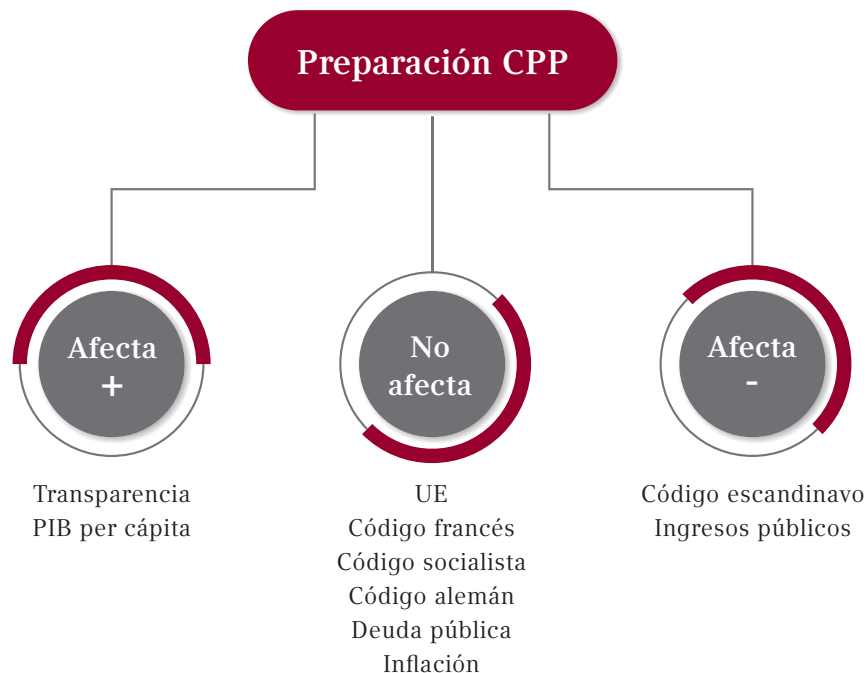 Preparación CPP
Afecta
+
Transparencia
PIB per cápita
No
afecta
UE
Código francés
Código socialista
Código alemán
Deuda pública
Inflación
Afecta
-
Código escandinavo
Ingresos públicos